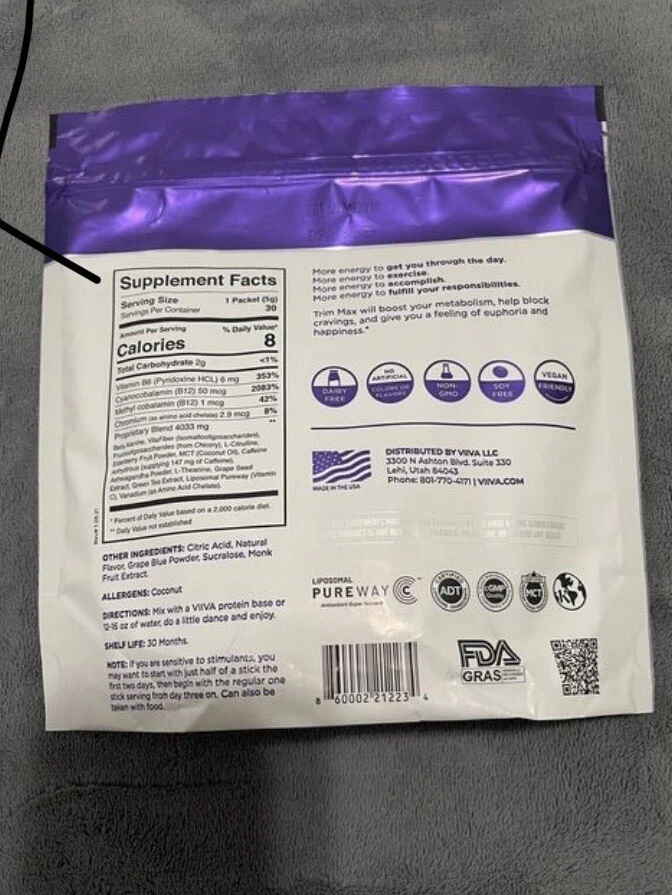 Supplement Facts
Serving Size 1 Packet (5g)
Servings Per Container 30
Amount Per Serving % Daily Value*
Calories 8
Total Carbohydrate 2g <1%
Vitamin B6 (Pyridoxine HCL) 6 mg 353%
Cyanocobalamin (B12) 50 mcg 2083%
Methyl cobalamin (B12) 1 mcg 42%
Chromium (as amino acid chelate) 2.9 mcg 8%
Proprietary Blend 4033 mg **
Beta Alanine, VitaFiber (Isomaltooligosaccharides),
Fructooligosaccharides (from Chicory), L-Citrulline,
Elderberry Fruit Powder, MCT (Coconut Oil), Caffeine
Anhydrous (supplying 147 mg of Caffeine),
Ashwagandha Powder, L-Theanine, Grape Seed
Extract, Green Tea Extract, Liposomal Pureway (Vitamin
C), Vanadium (as Amino Acid Chelate).
* Percent of Daily Value based on a 2,000 calorie diet.
** Daily Value not established
OTHER INGREDIENTS: Citric Acid, Natural
Flavor, Grape Blue Powder, Sucralose, Monk
Fruit Extract.
ALLERGENS: Coconut
DIRECTIONS: Mix with a VIIVA protein base or
12-16 oz of water, do a little dance and enjoy.
SHELF LIFE: 30 Months.
NOTE: If you are sensitive to stimulants, you
may want to start with just half of a stick the
first two days, then begin with the regular one
stick serving from day three on. Can also be
taken with food.
More energy to get you through the day.
More energy to exercise.
More energy to accomplish.
More energy to fulfill your responsibilities.
Trim Max will boost your metabolism, help block
cravings, and give you a feeling of euphoria and
happiness.*
DAIRY
FREE
NO
ARTIFICIAL
COLORS OR
FLAVORS
NON-
GMO
SOY
FREE
VEGAN
FRIENDLY
MADE IN THE USA
DISTRIBUTED BY VIIVA LLC
3300 N Ashton Blvd. Suite 330
Lehi, Utah 84043
Phone: 801-770-4171 | VIIVA.COM
LIPOSOMAL
PUREWAY C™
Antioxidant Super Nutrient
ADT
cGMP
MCT
8 60002 21223 4
FDA
GRAS